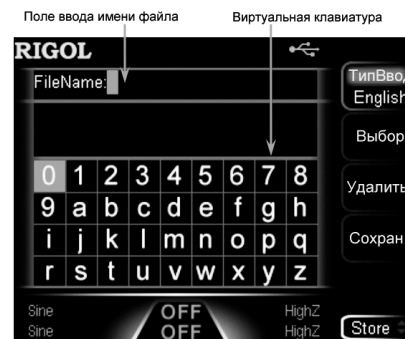 Поле ввода имени файла
Виртуальная клавиатура
RIGOL
FileName:
ТипВвод
English
Выбор
Удалить
Сохран
0 1 2 3 4 5 6 7 8
9 a b c d e f g h
i j k l m n o p q
r s t u v w x y z
Sine OFF HighZ
Sine OFF HighZ
Store